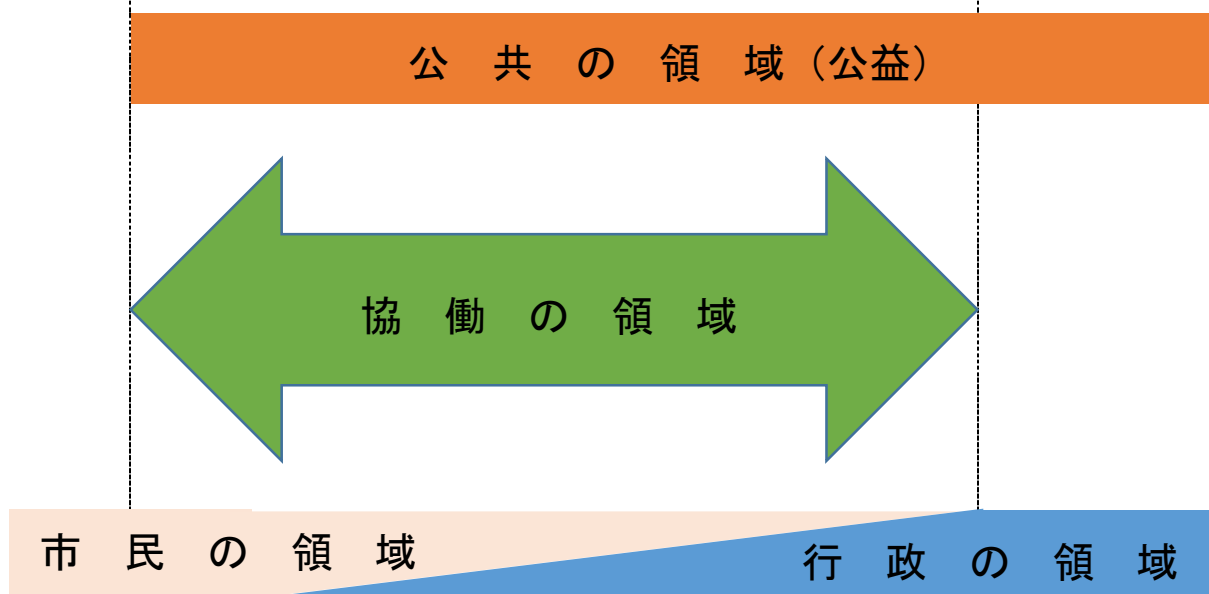 公　共　の　領　域（公益）
協　働　の　領　域
市　民　の　領　域
行　政　の　領　域